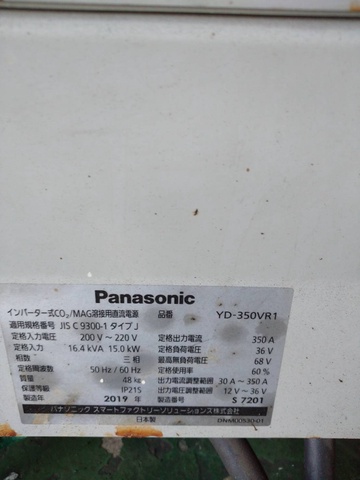 Panasonic
インバーター式CO₂/MAG溶接用直流電源 品番 YD-350VR1
適用規格番号 JIS C 9300-1 タイプ J
定格入力電圧 200 V ～ 220 V 定格出力電流 350 A
定格入力 16.4 kVA 15.0 kW 定格負荷電圧 36 V
相数 三相 最高無負荷電圧 68 V
定格周波数 50 Hz / 60 Hz 定格使用率 60 %
質量 48 kg 出力電流調整範囲 30 A ～ 350 A
保護等級 IP21S 出力電圧調整範囲 12 V ～ 36 V
製造年 2019 年 製造番号 S 7201
パナソニック スマートファクトリーソリューションズ株式会社
日本製